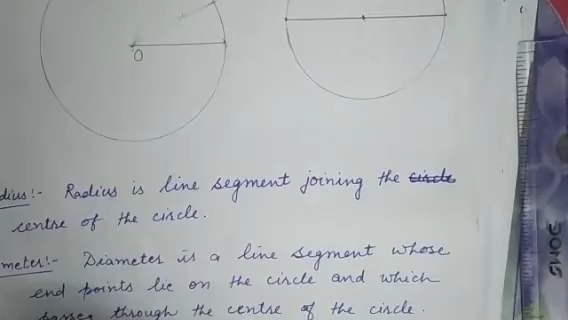 O
dius:- Radius is line segment joining the circle
centre of the circle.
meter:- Diameter is a line segment whose
end points lie on the circle and which
passes through the centre of the circle.